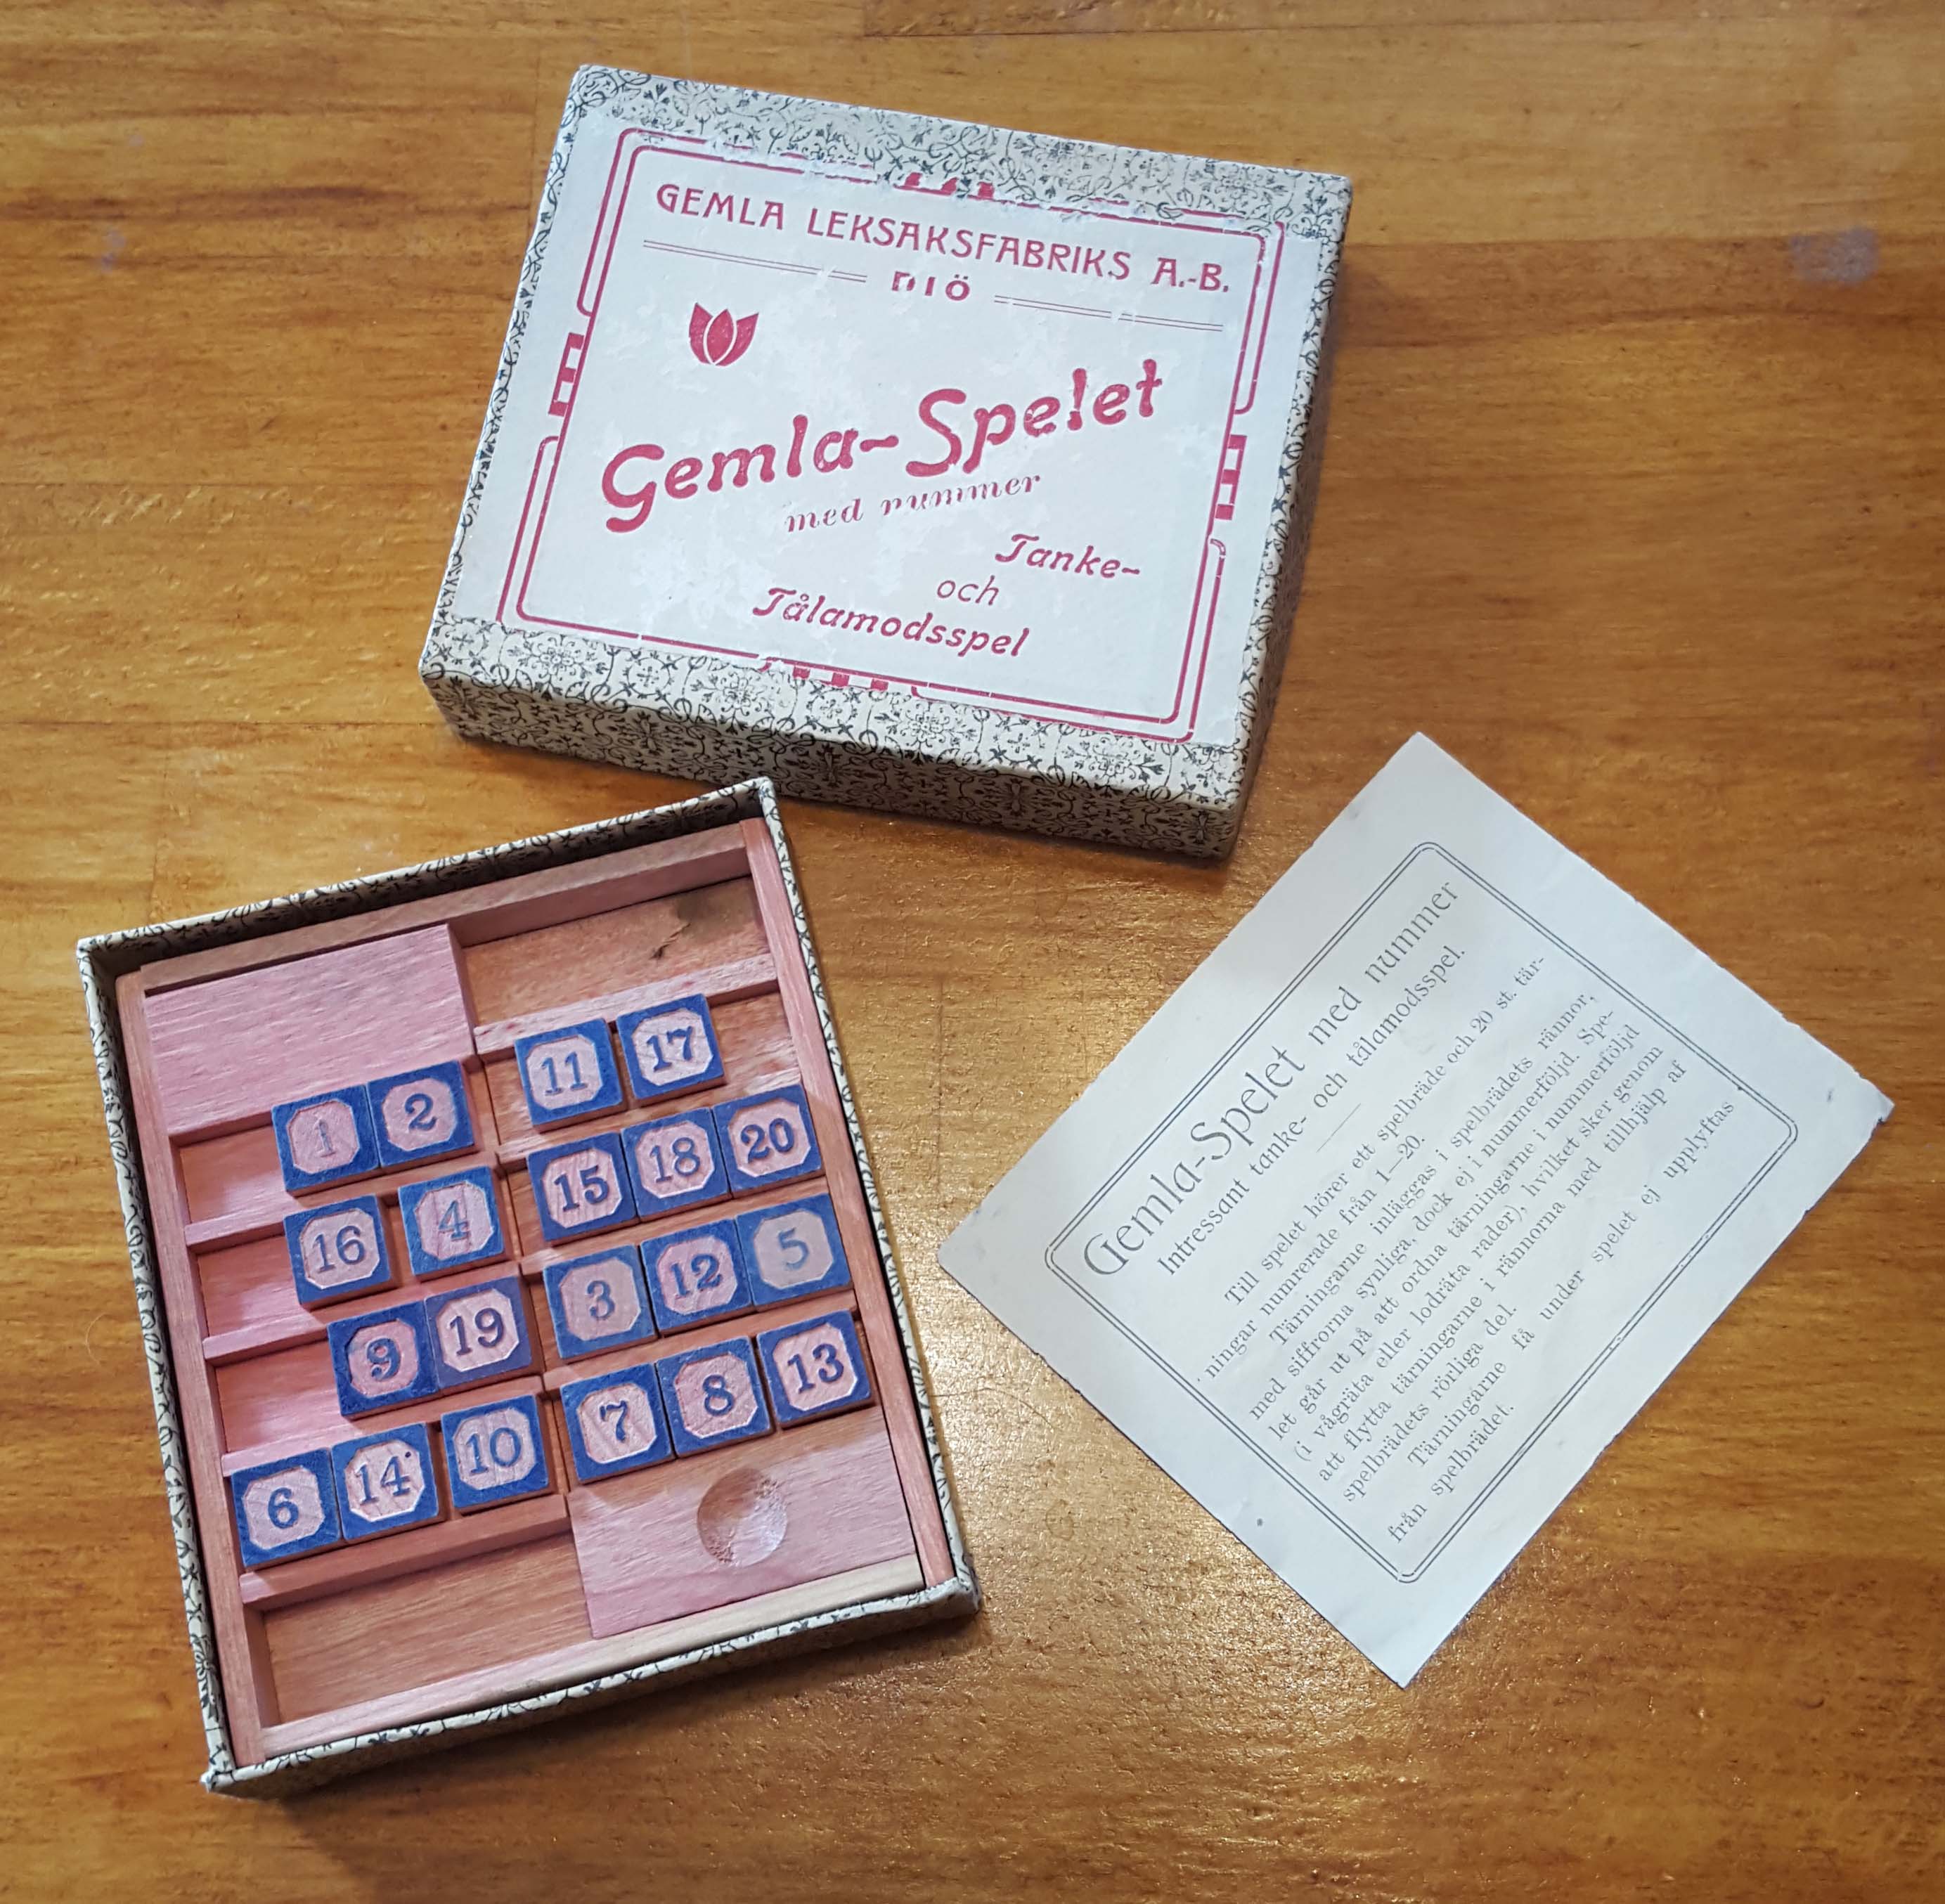 GEMLA LEKSAKSFABRIKS A.-B.
DIÖ
Gemla-Spelet
med nummer
Tanke-
och
Tålamodsspel
11 17
1 2
15 18 20
16 4
3 12 5
9 19
7 8 13
6 14 10
Gemla-Spelet med nummer
Intressant tanke- och tålamodsspel.
Till spelet hörer ett spelbräde och 20 st. tär-
ningar numrerade från 1—20.
Tärningarne inläggas i spelbrädets rännor,
med siffrorna synliga, dock ej i nummerföljd. Spe-
let går ut på att ordna tärningarne i nummerföljd
(i vågräta eller lodräta rader), hvilket sker genom
att flytta tärningarne i rännorna med tillhjälp af
spelbrädets rörliga del.
Tärningarne få under spelet ej upplyftas
från spelbrädet.